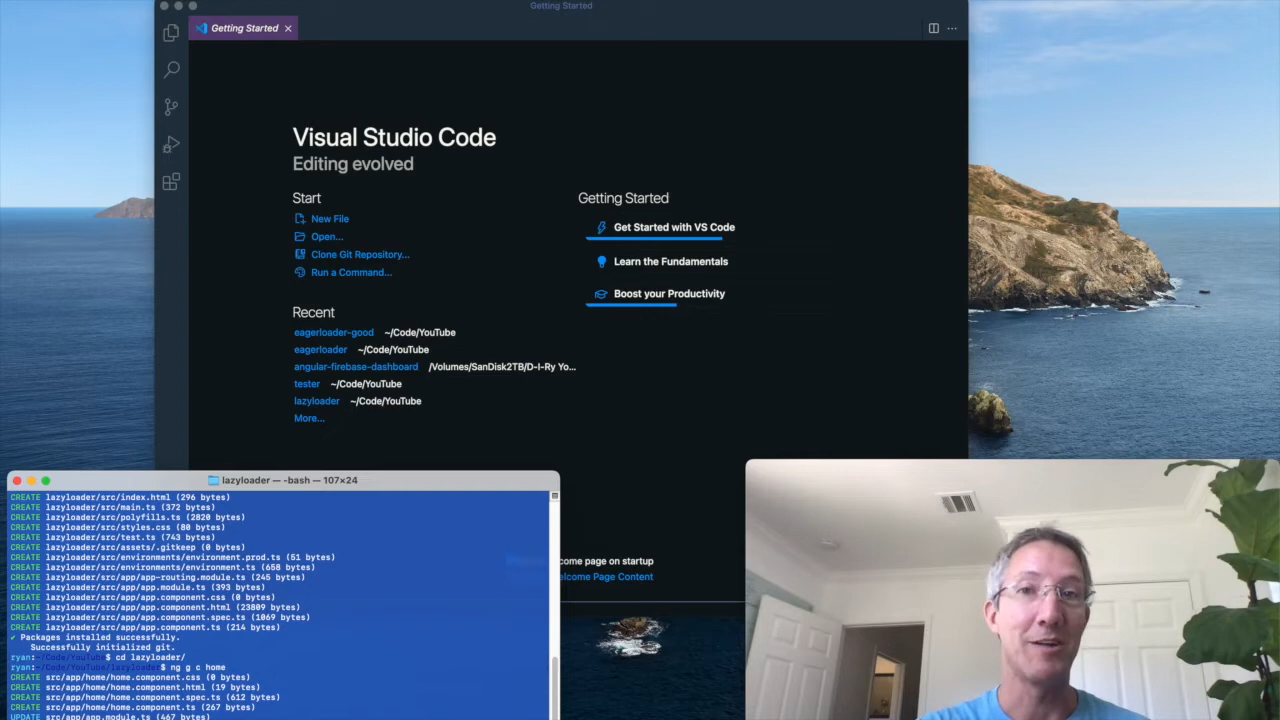 Getting Started
Getting Started
Visual Studio Code
Editing evolved
Start
New File
Open...
Clone Git Repository...
Run a Command...
Recent
eagerloader-good ~/Code/YouTube
eagerloader ~/Code/YouTube
angular-firebase-dashboard /Volumes/SanDisk2TB/D-I-Ry Yo...
tester ~/Code/YouTube
lazyloader ~/Code/YouTube
More...
Getting Started
Get Started with VS Code
Learn the Fundamentals
Boost your Productivity
come page on startup
elcome Page Content
lazyloader — -bash — 107×24
CREATE lazyloader/src/index.html (296 bytes)
CREATE lazyloader/src/main.ts (372 bytes)
CREATE lazyloader/src/polyfills.ts (2820 bytes)
CREATE lazyloader/src/styles.css (80 bytes)
CREATE lazyloader/src/test.ts (743 bytes)
CREATE lazyloader/src/assets/.gitkeep (0 bytes)
CREATE lazyloader/src/environments/environment.prod.ts (51 bytes)
CREATE lazyloader/src/environments/environment.ts (658 bytes)
CREATE lazyloader/src/app/app-routing.module.ts (245 bytes)
CREATE lazyloader/src/app/app.module.ts (393 bytes)
CREATE lazyloader/src/app/app.component.css (0 bytes)
CREATE lazyloader/src/app/app.component.html (23809 bytes)
CREATE lazyloader/src/app/app.component.spec.ts (1069 bytes)
CREATE lazyloader/src/app/app.component.ts (214 bytes)
✓ Packages installed successfully.
Successfully initialized git.
ryan:~/Code/YouTube$ cd lazyloader/
ryan:~/Code/YouTube/lazyloader$ ng g c home
CREATE src/app/home/home.component.css (0 bytes)
CREATE src/app/home/home.component.html (19 bytes)
CREATE src/app/home/home.component.spec.ts (612 bytes)
CREATE src/app/home/home.component.ts (267 bytes)
UPDATE src/app/app.module.ts (467 bytes)